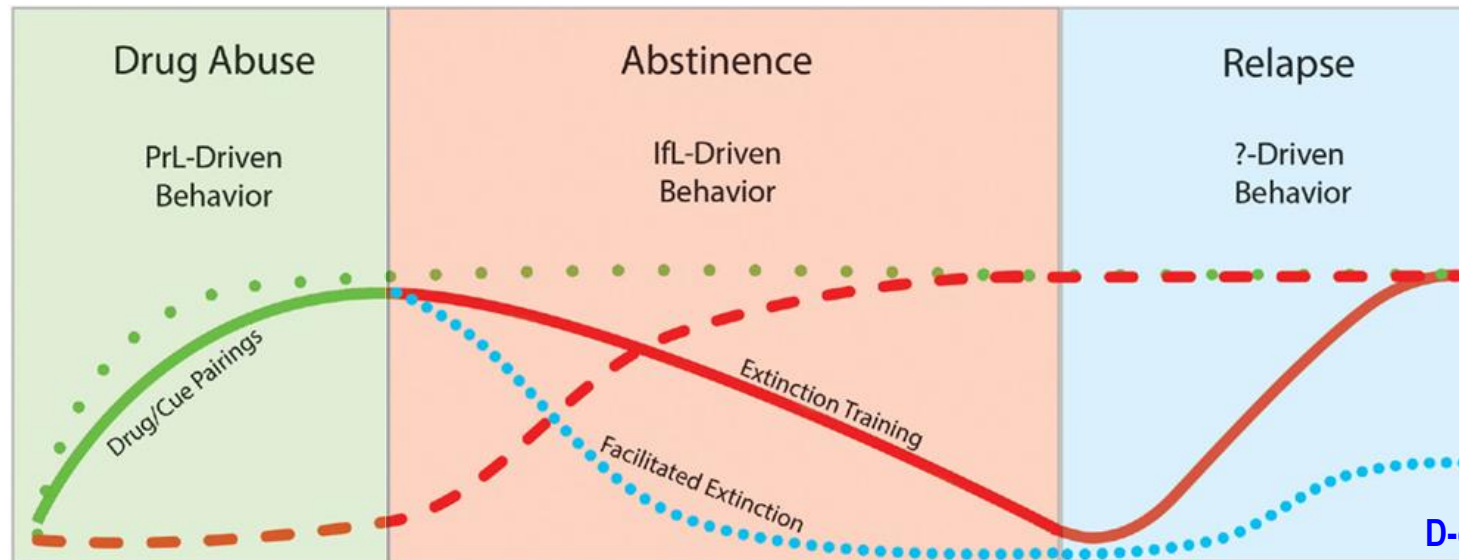 Drug Abuse
PrL-Driven
Behavior
Drug/Cue Pairings
Abstinence
IfL-Driven
Behavior
Extinction Training
Facilitated Extinction
Relapse
?-Driven
Behavior
D-